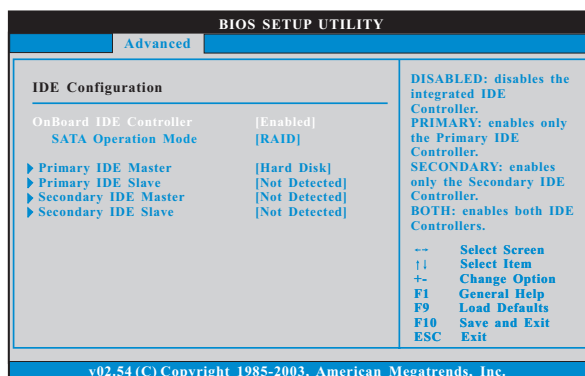 BIOS SETUP UTILITY
Advanced
IDE Configuration
OnBoard IDE Controller [Enabled]
SATA Operation Mode [RAID]
Primary IDE Master [Hard Disk]
Primary IDE Slave [Not Detected]
Secondary IDE Master [Not Detected]
Secondary IDE Slave [Not Detected]
DISABLED: disables the
integrated IDE
Controller.
PRIMARY: enables only
the Primary IDE
Controller.
SECONDARY: enables
only the Secondary IDE
Controller.
BOTH: enables both IDE
Controllers.
←→ Select Screen
↑↓ Select Item
+- Change Option
F1 General Help
F9 Load Defaults
F10 Save and Exit
ESC Exit
v02.54 (C) Copyright 1985-2003, American Megatrends, Inc.